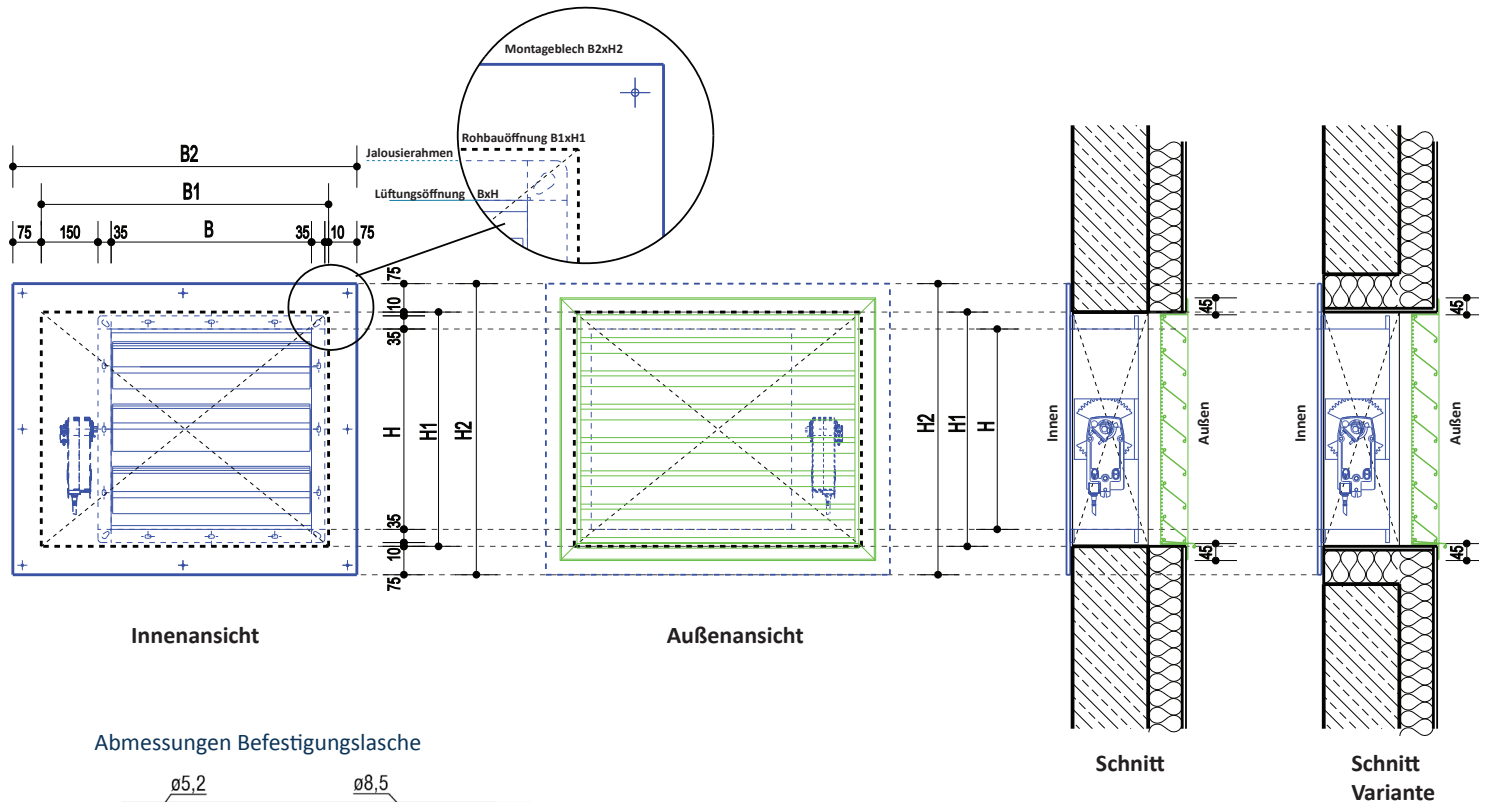 Montageblech B2xH2
Rohbauöffnung B1xH1
Jalousierahmen
Lüftungsöffnung BxH
B2
B1
75 150 35 B 35 10 75
75
10
35
H H1 H2
35
10
75
H2 H1 H
45
45
Innen
Außen
45
45
Innen
Außen
Innenansicht
Außenansicht
Schnitt
Schnitt
Variante
Abmessungen Befestigungslasche
ø5,2 ø8,5